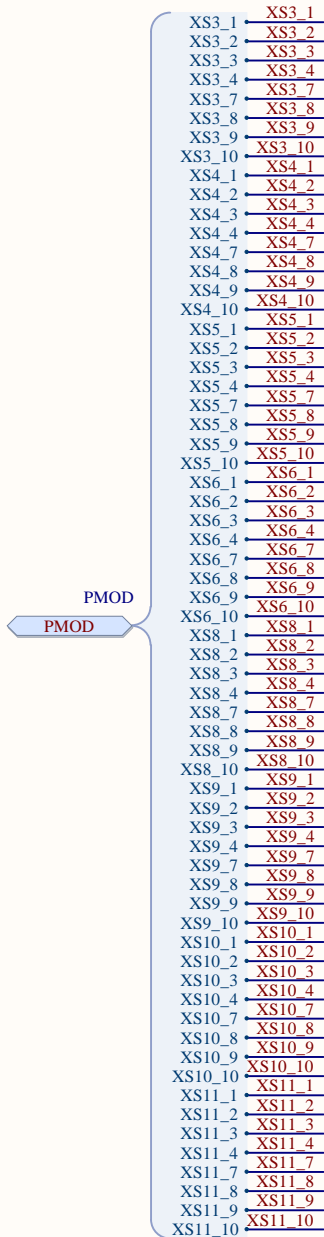 XS3_1 XS3_1
XS3_2 XS3_2
XS3_3 XS3_3
XS3_4 XS3_4
XS3_7 XS3_7
XS3_8 XS3_8
XS3_9 XS3_9
XS3_10 XS3_10
XS4_1 XS4_1
XS4_2 XS4_2
XS4_3 XS4_3
XS4_4 XS4_4
XS4_7 XS4_7
XS4_8 XS4_8
XS4_9 XS4_9
XS4_10 XS4_10
XS5_1 XS5_1
XS5_2 XS5_2
XS5_3 XS5_3
XS5_4 XS5_4
XS5_7 XS5_7
XS5_8 XS5_8
XS5_9 XS5_9
XS5_10 XS5_10
XS6_1 XS6_1
XS6_2 XS6_2
XS6_3 XS6_3
XS6_4 XS6_4
XS6_7 XS6_7
XS6_8 XS6_8
XS6_9 XS6_9
PMOD
XS6_10 XS6_10
PMOD
XS8_1 XS8_1
XS8_2 XS8_2
XS8_3 XS8_3
XS8_4 XS8_4
XS8_7 XS8_7
XS8_8 XS8_8
XS8_9 XS8_9
XS8_10 XS8_10
XS9_1 XS9_1
XS9_2 XS9_2
XS9_3 XS9_3
XS9_4 XS9_4
XS9_7 XS9_7
XS9_8 XS9_8
XS9_9 XS9_9
XS9_10 XS9_10
XS10_1 XS10_1
XS10_2 XS10_2
XS10_3 XS10_3
XS10_4 XS10_4
XS10_7 XS10_7
XS10_8 XS10_8
XS10_9 XS10_9
XS10_10 XS10_10
XS11_1 XS11_1
XS11_2 XS11_2
XS11_3 XS11_3
XS11_4 XS11_4
XS11_7 XS11_7
XS11_8 XS11_8
XS11_9 XS11_9
XS11_10 XS11_10